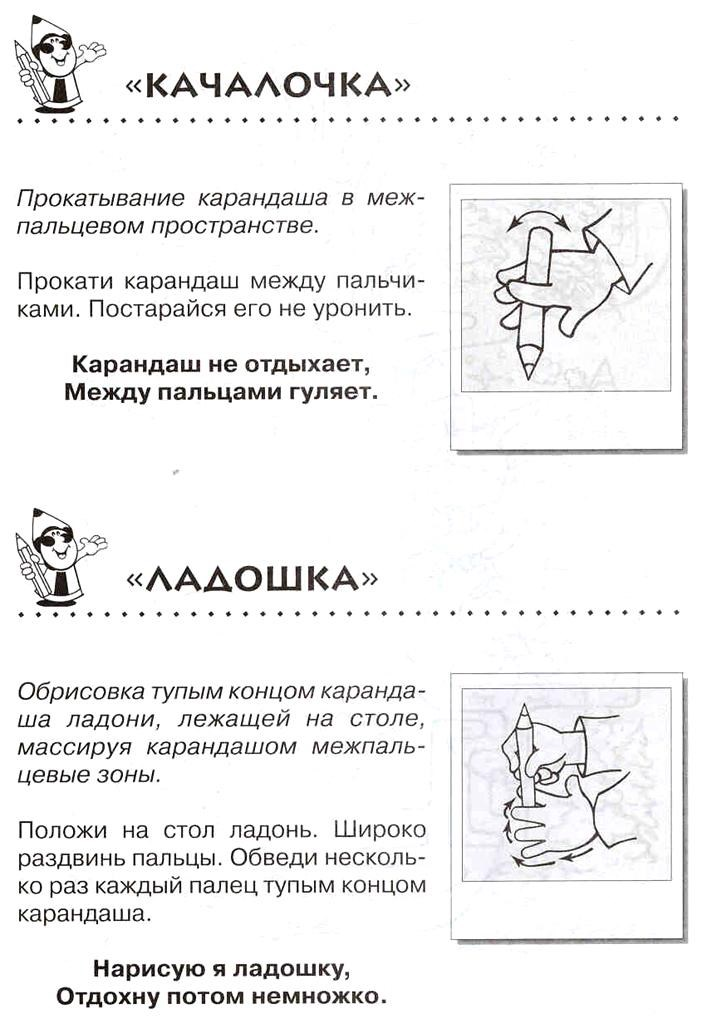 «КАЧАЛОЧКА»
Прокатывание карандаша в меж-
пальцевом пространстве.
Прокати карандаш между пальчи-
ками. Постарайся его не уронить.
Карандаш не отдыхает,
Между пальцами гуляет.
«ЛАДОШКА»
Обрисовка тупым концом каранда-
ша ладони, лежащей на столе,
массируя карандашом межпаль-
цевые зоны.
Положи на стол ладонь. Широко
раздвинь пальцы. Обведи несколь-
ко раз каждый палец тупым концом
карандаша.
Нарисую я ладошку,
Отдохну потом немножко.